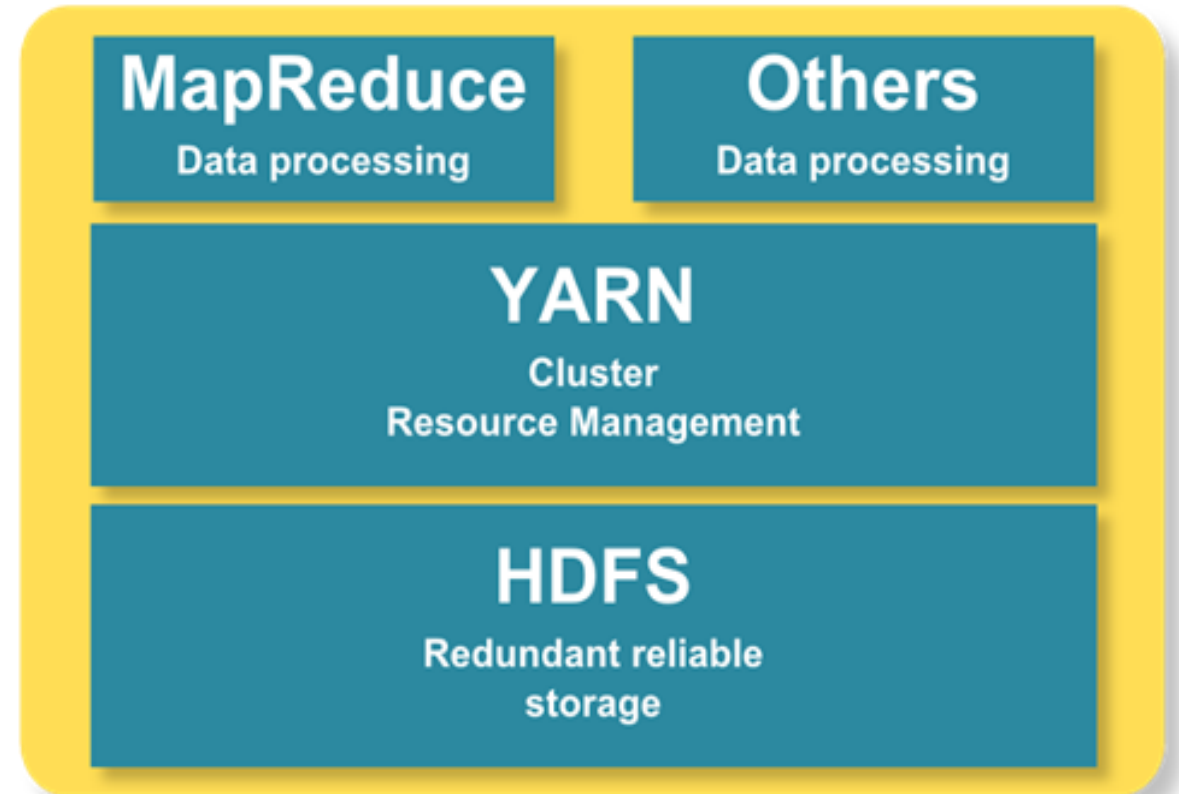 MapReduce
Data processing
Others
Data processing
YARN
Cluster
Resource Management
HDFS
Redundant reliable
storage